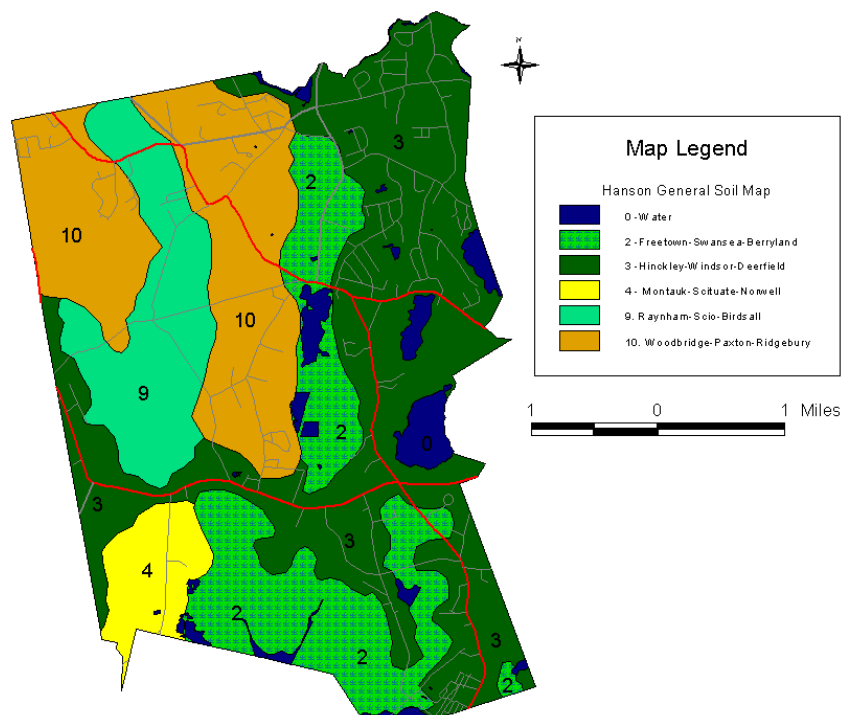 N
Map Legend
Hanson General Soil Map
0 -Water
2 -Freetown-Swansea-Berryland
3 -Hinckley-Windsor-Deerfield
4 - Montauk-Scituate-Norwell
9. Raynham-Scio-Birdsall
10. Woodbridge-Paxton-Ridgebury
1 0 1 Miles
3
2
10
10
9
2
0
3
3
4
2
2
3
2